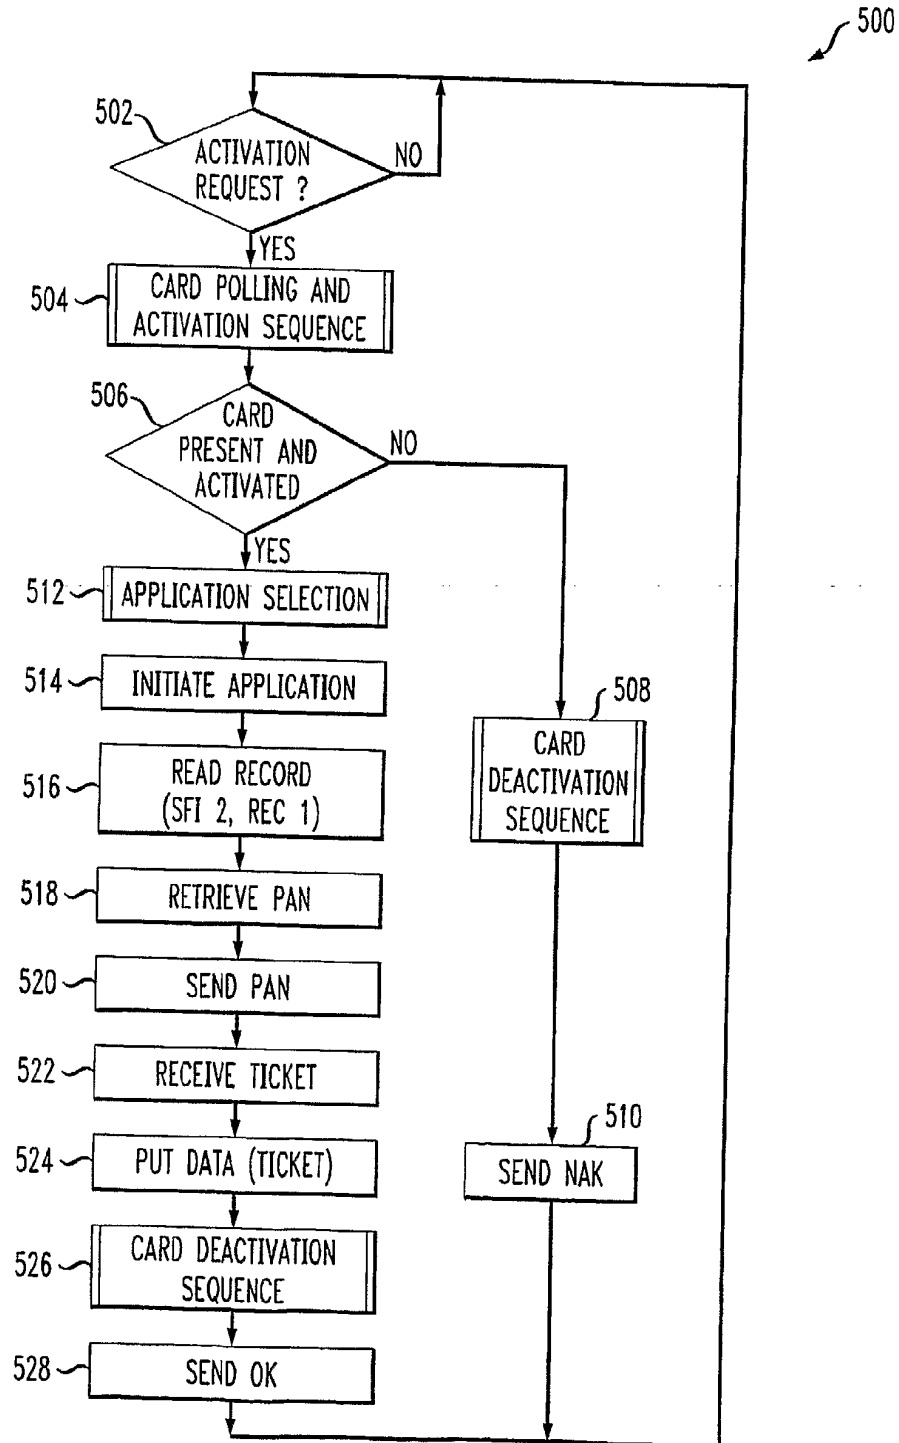 500
502
ACTIVATION
REQUEST ?
NO
YES
504
CARD POLLING AND
ACTIVATION SEQUENCE
506
CARD
PRESENT AND
ACTIVATED
NO
YES
512
APPLICATION SELECTION
514
INITIATE APPLICATION
508
CARD
DEACTIVATION
SEQUENCE
516
READ RECORD
(SFI 2, REC 1)
518
RETRIEVE PAN
520
SEND PAN
522
RECEIVE TICKET
510
SEND NAK
524
PUT DATA (TICKET)
526
CARD DEACTIVATION
SEQUENCE
528
SEND OK